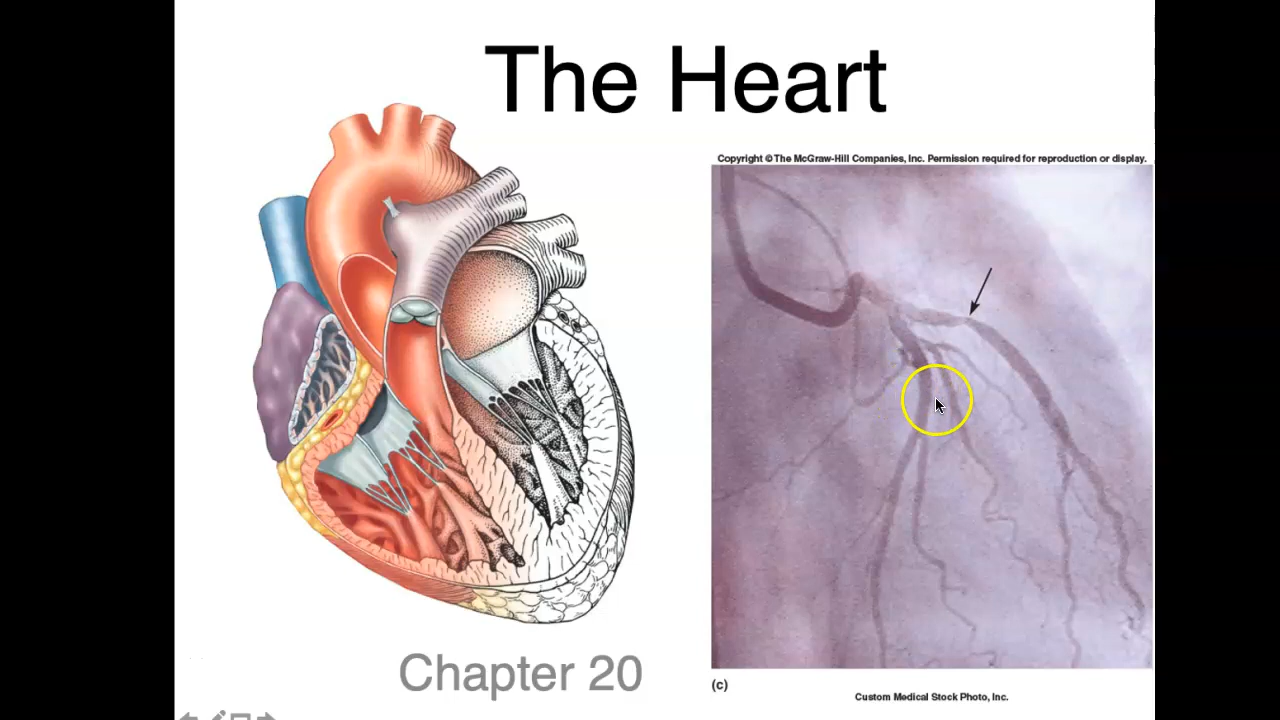 The Heart
Copyright © The McGraw-Hill Companies, Inc. Permission required for reproduction or display.
Chapter 20
(c)
Custom Medical Stock Photo, Inc.